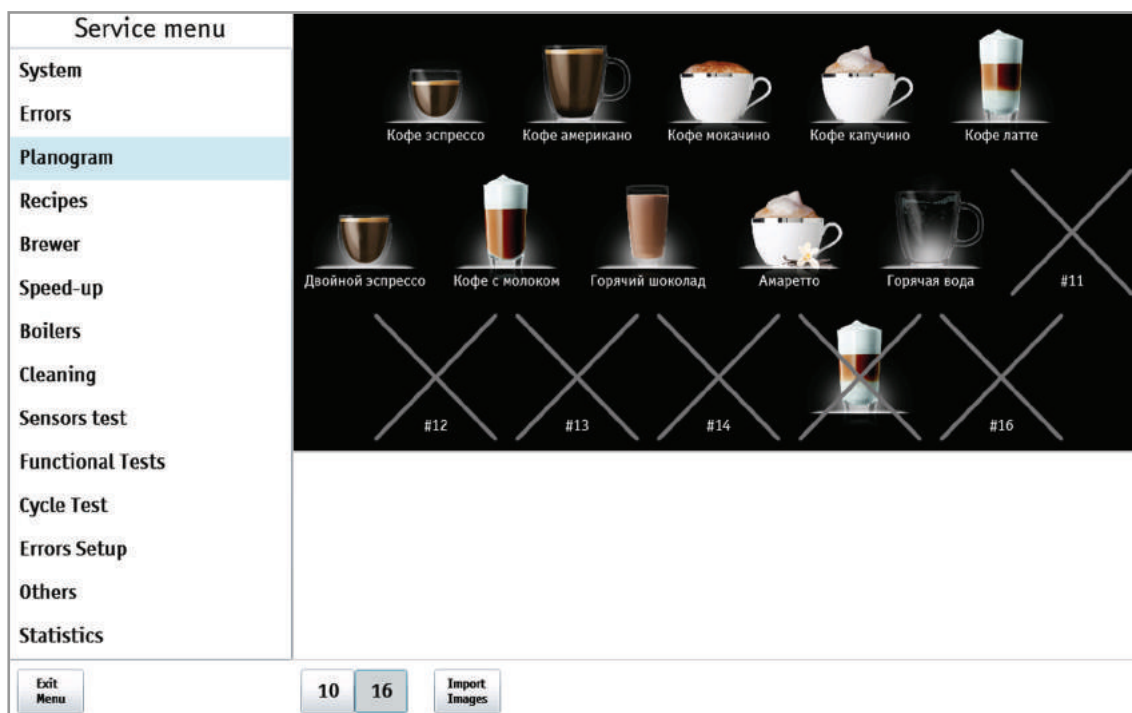 Service menu
System
Errors
Planogram
Recipes
Brewer
Speed-up
Boilers
Cleaning
Sensors test
Functional Tests
Cycle Test
Errors Setup
Others
Statistics
Кофе эспрессо Кофе американо Кофе мокачино Кофе капучино Кофе латте
Двойной эспрессо Кофе с молоком Горячий шоколад Амаретто Горячая вода #11
#12 #13 #14 #16
Exit
Menu
10 16
Import
Images